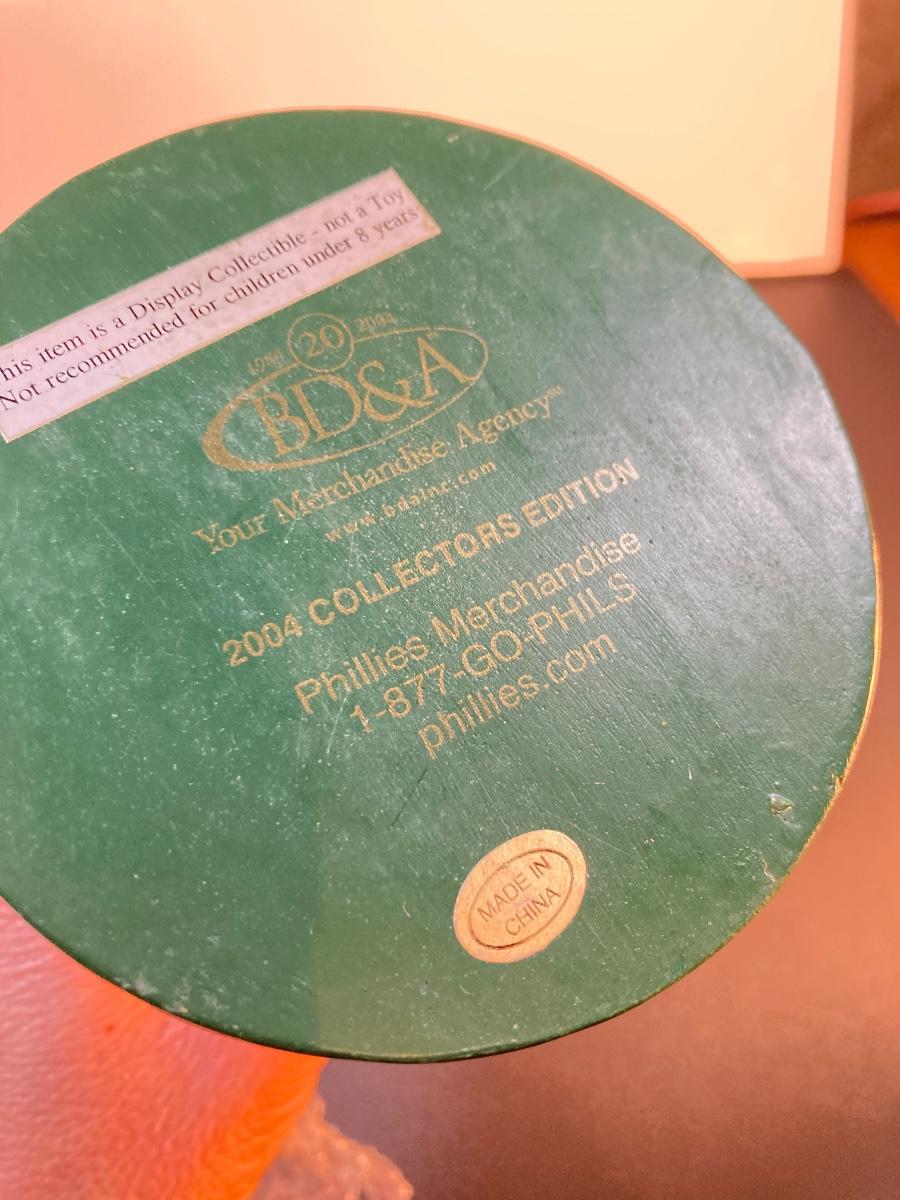 his item is a Display Collectible - not a Toy
Not recommended for children under 8 years
1984 20 2004
BD&A
Your Merchandise Agency℠
www.bdainc.com
2004 COLLECTORS EDITION
Phillies Merchandise
1-877-GO-PHILS
phillies.com
MADE IN
CHINA